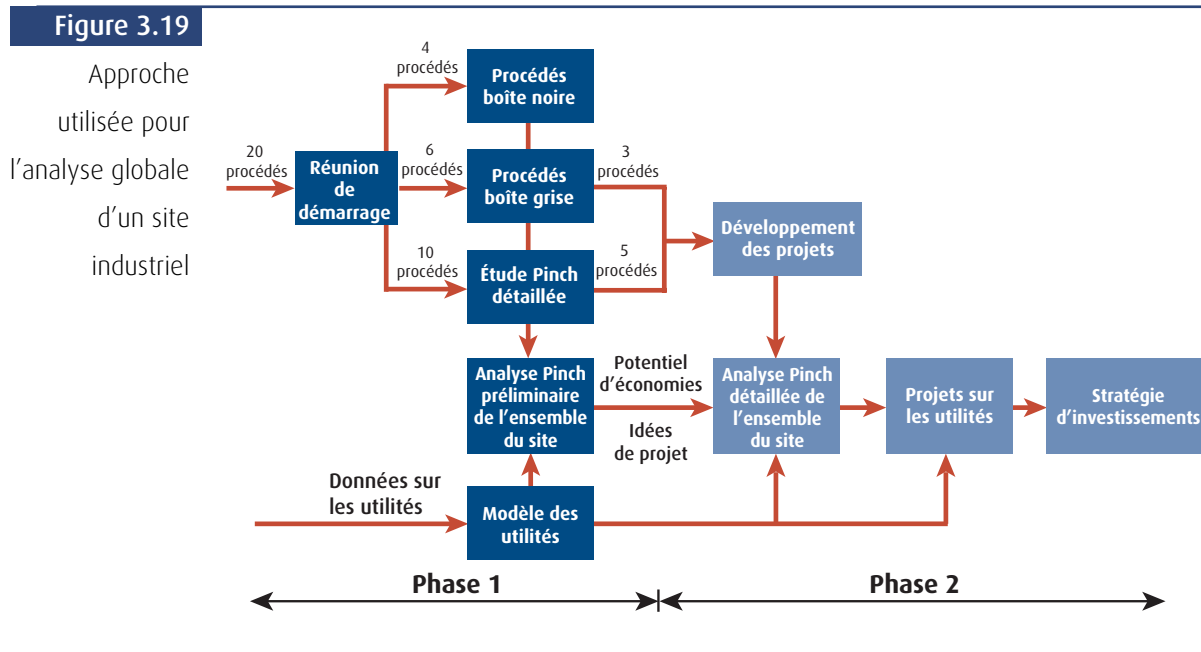 Figure 3.19
Approche
utilisée pour
l'analyse globale
d'un site
industriel
20
procédés
Réunion
de
démarrage
4
procédés
6
procédés
10
procédés
Procédés
boîte noire
Procédés
boîte grise
Étude Pinch
détaillée
3
procédés
5
procédés
Développement
des projets
Analyse Pinch
préliminaire
de l'ensemble
du site
Potentiel
d'économies
Idées
de projet
Analyse Pinch
détaillée de
l'ensemble
du site
Projets sur
les utilités
Stratégie
d'investissements
Données sur
les utilités
Modèle des
utilités
Phase 1
Phase 2